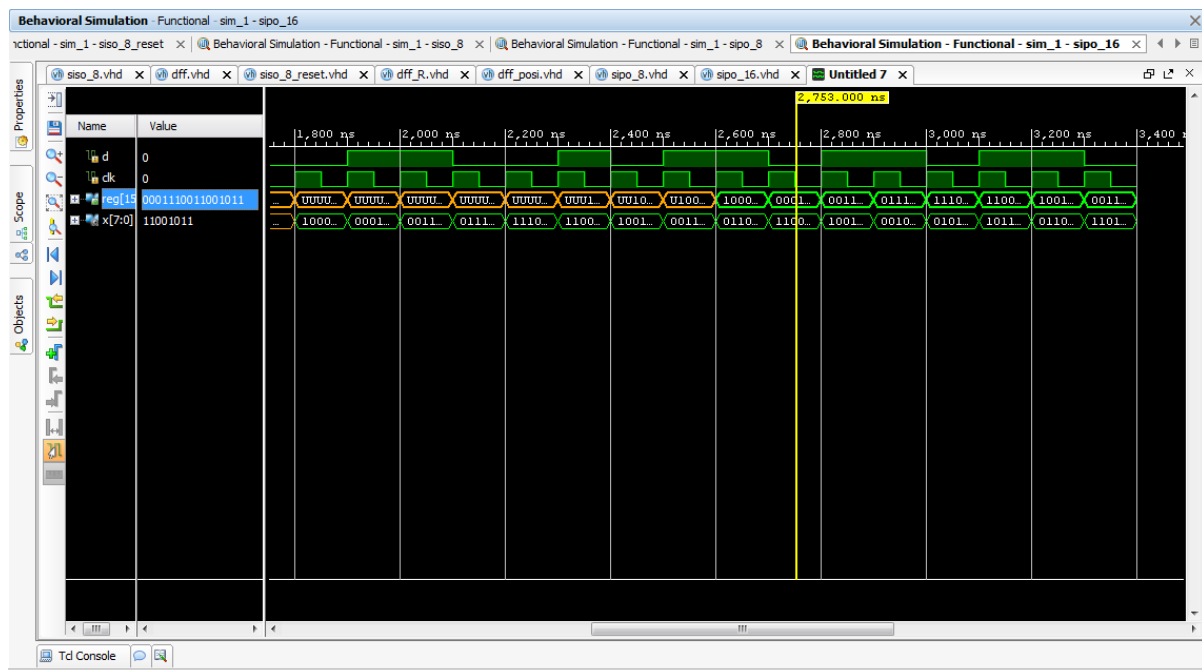 Behavioral Simulation - Functional - sim_1 - sipo_16
nctional - sim_1 - siso_8_reset Behavioral Simulation - Functional - sim_1 - siso_8 Behavioral Simulation - Functional - sim_1 - sipo_8 Behavioral Simulation - Functional - sim_1 - sipo_16
siso_8.vhd dff.vhd siso_8_reset.vhd dff_R.vhd dff_posi.vhd sipo_8.vhd sipo_16.vhd Untitled 7
Properties
Scope
Objects
2,753.000 ns
Name Value
1,800 ns 2,000 ns 2,200 ns 2,400 ns 2,600 ns 2,800 ns 3,000 ns 3,200 ns 3,400
d 0
clk 0
reg[15 0001110011001011 ... UUUU... UUUU... UUUU... UUUU... UUUU... UUU1... UU10... U100... 1000... 0001... 0011... 0111... 1110... 1100... 1001... 0011...
x[7:0] 11001011 ... 1000... 0001... 0011... 0111... 1110... 1100... 1001... 0011... 0110... 1100... 1001... 0010... 0101... 1011... 0110... 1101...
Tcl Console